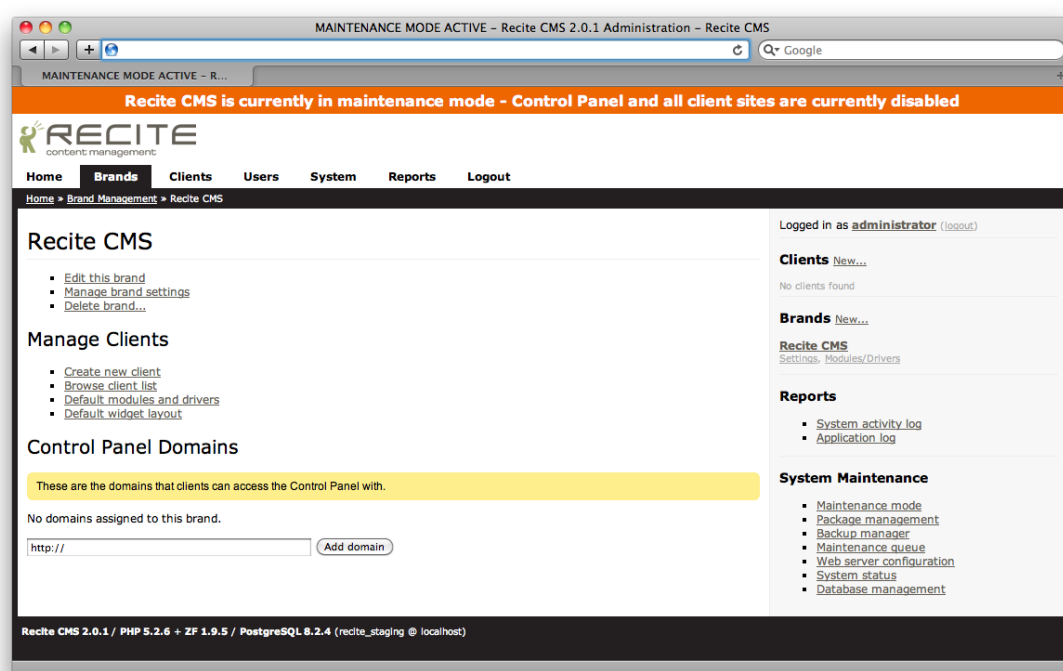 MAINTENANCE MODE ACTIVE – Recite CMS 2.0.1 Administration – Recite CMS
Google
MAINTENANCE MODE ACTIVE – R...
Recite CMS is currently in maintenance mode - Control Panel and all client sites are currently disabled
RECITE
content management
Home Brands Clients Users System Reports Logout
Home » Brand Management » Recite CMS
Recite CMS
Edit this brand
Manage brand settings
Delete brand...
Manage Clients
Create new client
Browse client list
Default modules and drivers
Default widget layout
Control Panel Domains
These are the domains that clients can access the Control Panel with.
No domains assigned to this brand.
http:// Add domain
Logged in as administrator (logout)
Clients New...
No clients found
Brands New...
Recite CMS
Settings, Modules/Drivers
Reports
System activity log
Application log
System Maintenance
Maintenance mode
Package management
Backup manager
Maintenance queue
Web server configuration
System status
Database management
Recite CMS 2.0.1 / PHP 5.2.6 + ZF 1.9.5 / PostgreSQL 8.2.4 (recite_staging @ localhost)